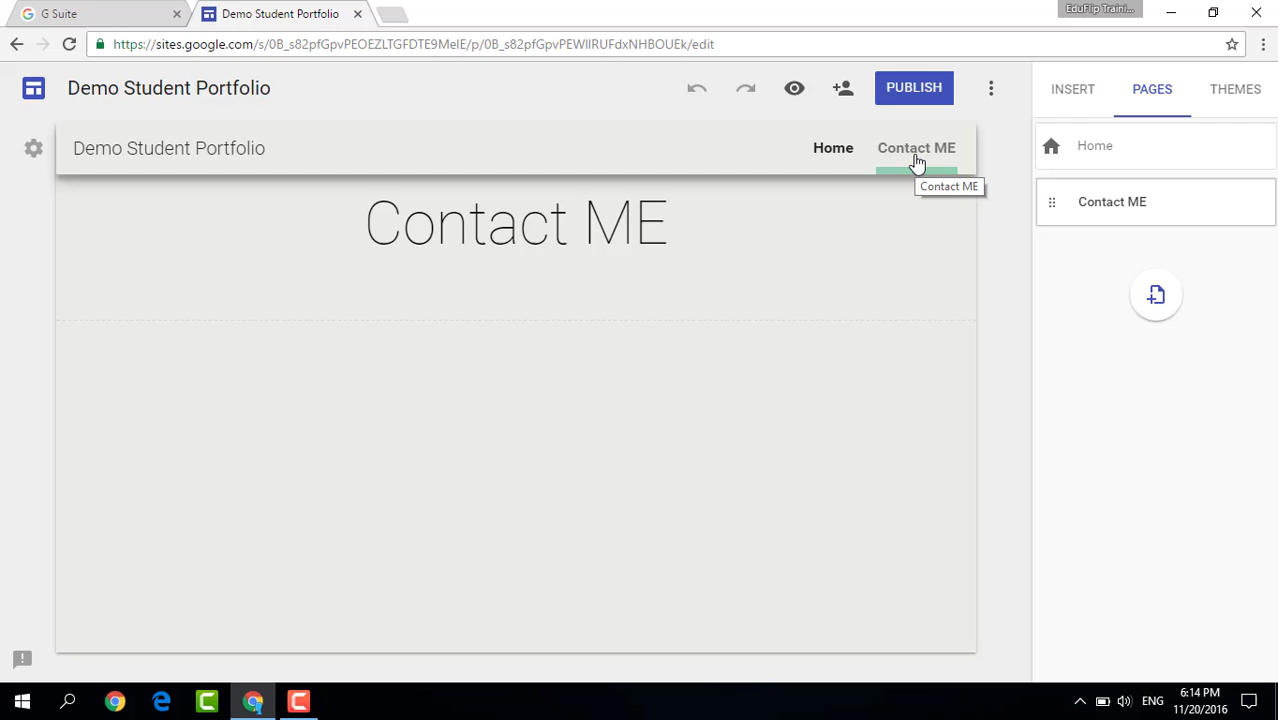 G Suite
Demo Student Portfolio
EduFlip Traini...
https://sites.google.com/s/0B_s82pfGpvPEOEZLTGFDTE9MelE/p/0B_s82pfGpvPEWllRUFdxNHBOUEk/edit
Demo Student Portfolio
PUBLISH
INSERT
PAGES
THEMES
Demo Student Portfolio
Home
Contact ME
Contact ME
Home
Contact ME
Contact ME
ENG
6:14 PM
11/20/2016